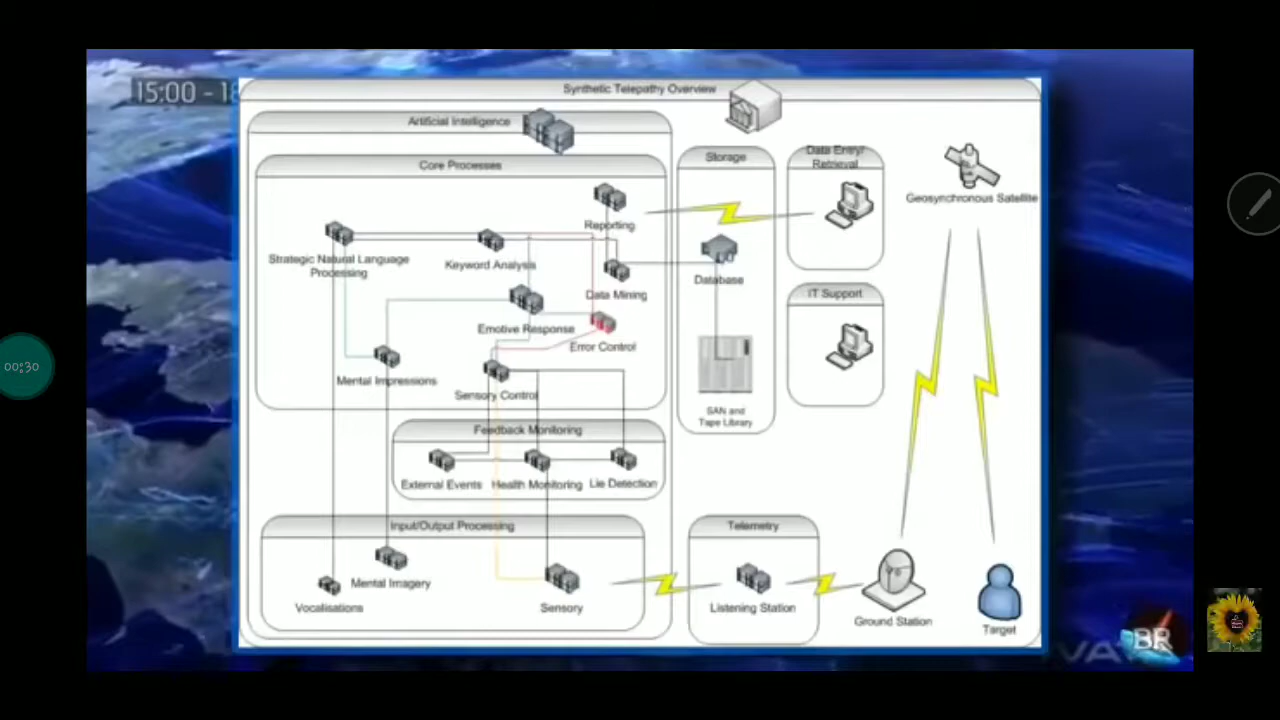 00:30
15:00 - 18
Synthetic Telepathy Overview
Artificial Intelligence
Core Processes
Reporting
Strategic Natural Language
Processing
Keyword Analysis
Data Mining
Emotive Response
Error Control
Mental Impressions
Sensory Control
Feedback Monitoring
External Events
Health Monitoring
Lie Detection
Input/Output Processing
Mental Imagery
Vocalisations
Sensory
Storage
Database
SAN and
Tape Library
Data Entry/
Retrieval
IT Support
Telemetry
Listening Station
Geosynchronous Satellite
Ground Station
Target
BR